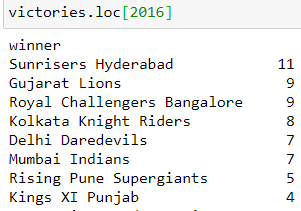 victories.loc[2016]
winner
Sunrisers Hyderabad 11
Gujarat Lions 9
Royal Challengers Bangalore 9
Kolkata Knight Riders 8
Delhi Daredevils 7
Mumbai Indians 7
Rising Pune Supergiants 5
Kings XI Punjab 4